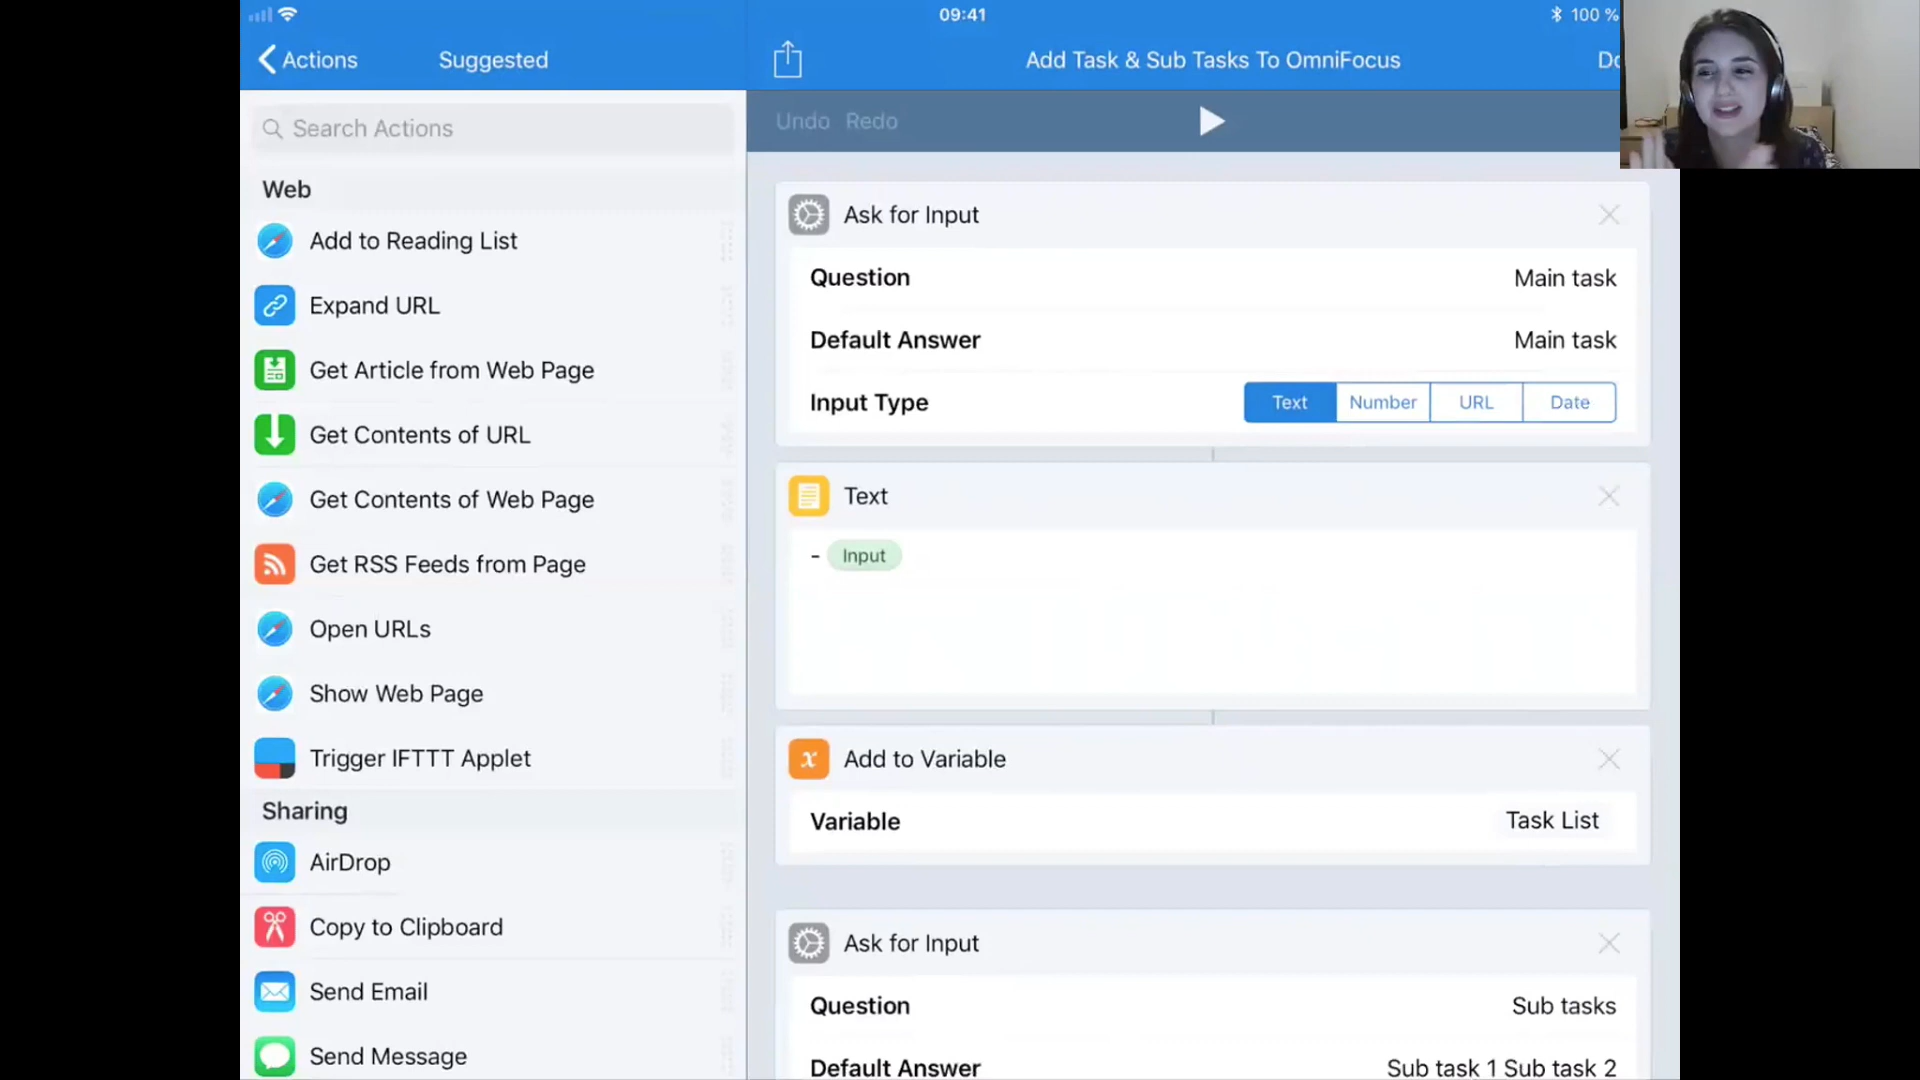 09:41
100 %
Actions
Suggested
Add Task & Sub Tasks To OmniFocus
Search Actions
Undo Redo
Web
Add to Reading List
Expand URL
Get Article from Web Page
Get Contents of URL
Get Contents of Web Page
Get RSS Feeds from Page
Open URLs
Show Web Page
Trigger IFTTT Applet
Sharing
AirDrop
Copy to Clipboard
Send Email
Send Message
Ask for Input
Question Main task
Default Answer Main task
Input Type Text Number URL Date
Text
- Input
x Add to Variable
Variable Task List
Ask for Input
Question Sub tasks
Default Answer Sub task 1 Sub task 2